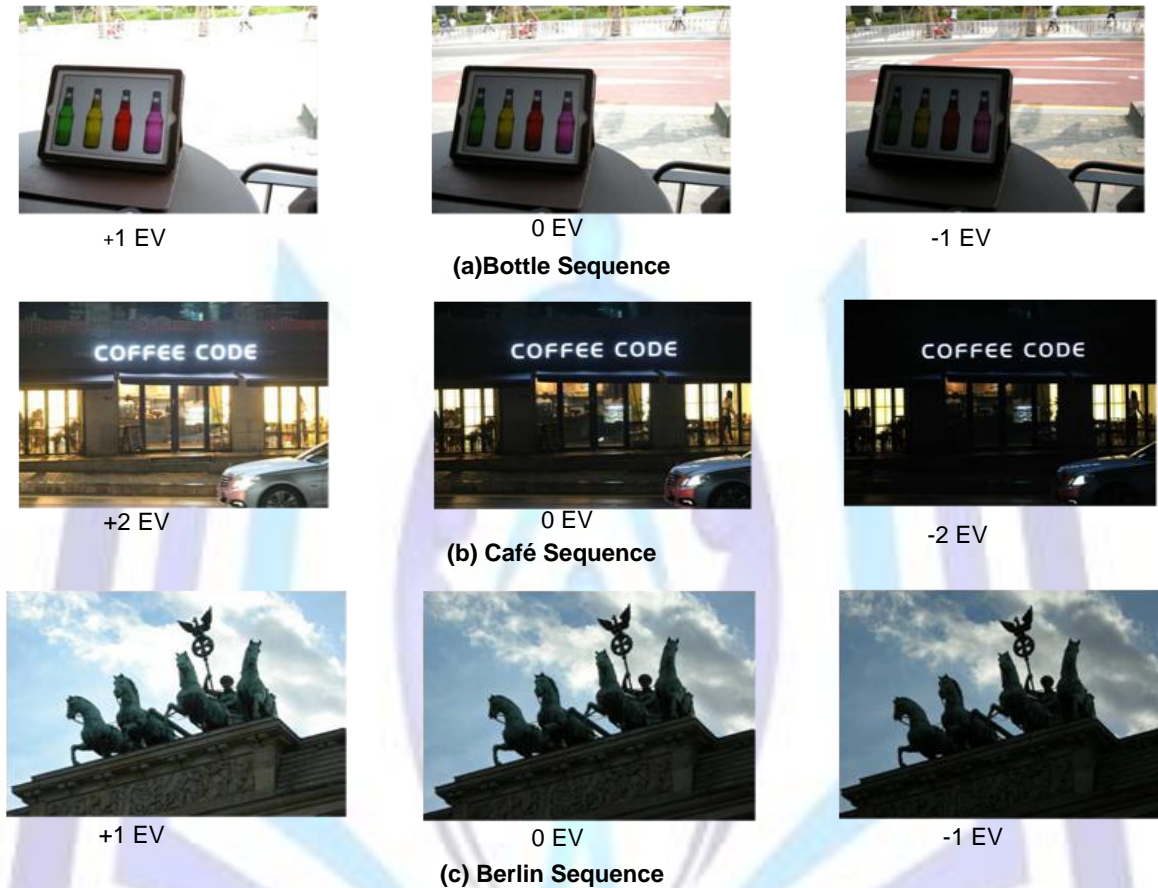 +1 EV
0 EV
-1 EV
(a)Bottle Sequence
COFFEE CODE
COFFEE CODE
COFFEE CODE
+2 EV
0 EV
-2 EV
(b) Café Sequence
+1 EV
0 EV
-1 EV
(c) Berlin Sequence